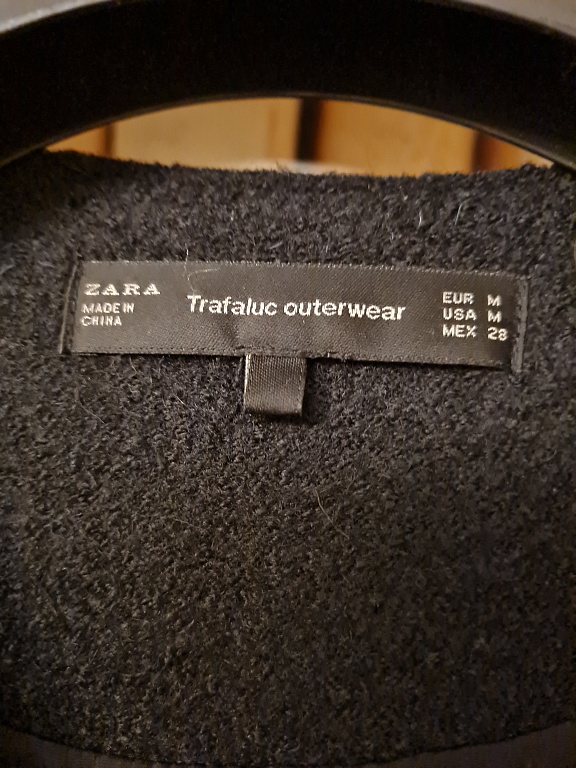 ZARA
MADE IN
CHINA
Trafaluc outerwear
EUR M
USA M
MEX 28